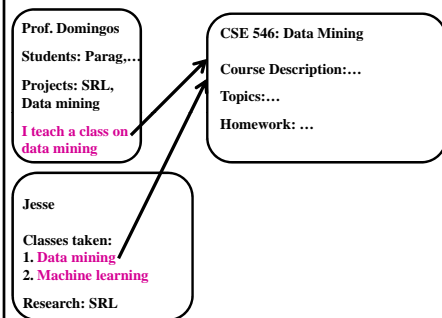 Prof. Domingos
Students: Parag,…
Projects: SRL,
Data mining
I teach a class on
data mining
CSE 546: Data Mining
Course Description:…
Topics:…
Homework: …
Jesse
Classes taken:
1. Data mining
2. Machine learning
Research: SRL